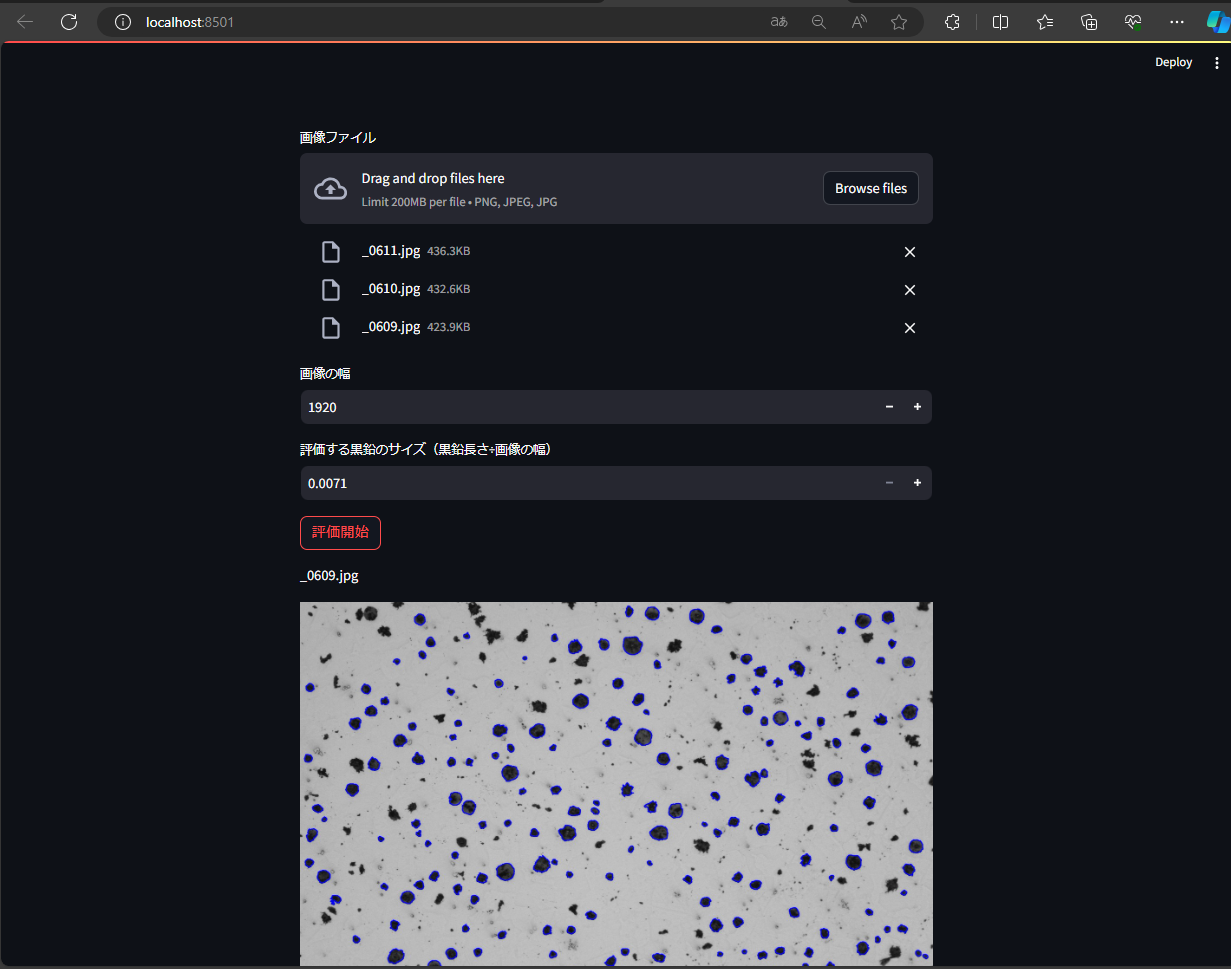 localhost:8501
Deploy
画像ファイル
Drag and drop files here
Limit 200MB per file • PNG, JPEG, JPG
Browse files
_0611.jpg 436.3KB
_0610.jpg 432.6KB
_0609.jpg 423.9KB
画像の幅
1920
評価する黒鉛のサイズ（黒鉛長さ÷画像の幅）
0.0071
評価開始
_0609.jpg